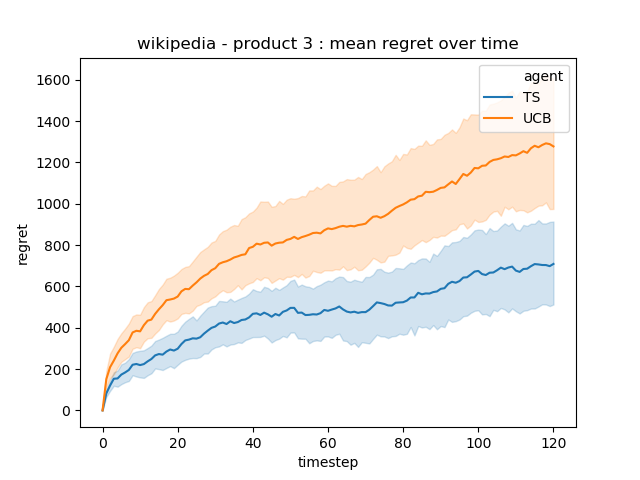 wikipedia - product 3 : mean regret over time
agent
TS
UCB
regret
1600
1400
1200
1000
800
600
400
200
0
0 20 40 60 80 100 120
timestep